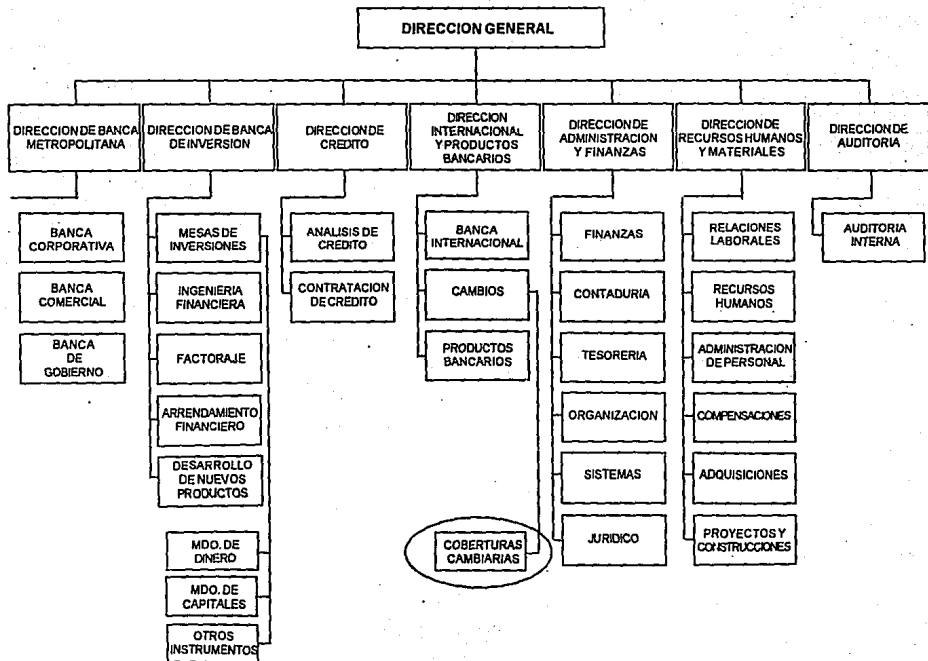 DIRECCION GENERAL
DIRECCION DE BANCA
METROPOLITANA
DIRECCION DE BANCA
DE INVERSION
DIRECCION DE
CREDITO
DIRECCION
INTERNACIONAL
Y PRODUCTOS
BANCARIOS
DIRECCION DE
ADMINISTRACION
Y FINANZAS
DIRECCION DE
RECURSOS HUMANOS
Y MATERIALES
DIRECCION DE
AUDITORIA
BANCA
CORPORATIVA
BANCA
COMERCIAL
BANCA
DE
GOBIERNO
MESAS DE
INVERSIONES
INGENIERIA
FINANCIERA
FACTORAJE
ARRENDAMIENTO
FINANCIERO
DESARROLLO
DE NUEVOS
PRODUCTOS
MDO. DE
DINERO
MDO. DE
CAPITALES
OTROS
INSTRUMENTOS
ANALISIS DE
CREDITO
CONTRATACION
DE CREDITO
BANCA
INTERNACIONAL
CAMBIOS
PRODUCTOS
BANCARIOS
COBERTURAS
CAMBIARIAS
FINANZAS
CONTADURIA
TESORERIA
ORGANIZACION
SISTEMAS
JURIDICO
RELACIONES
LABORALES
RECURSOS
HUMANOS
ADMINISTRACION
DE PERSONAL
COMPENSACIONES
ADQUISICIONES
PROYECTOS Y
CONSTRUCCIONES
AUDITORIA
INTERNA